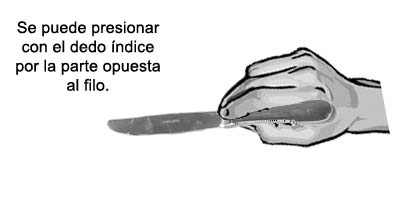 Se puede presionar
con el dedo índice
por la parte opuesta
al filo.